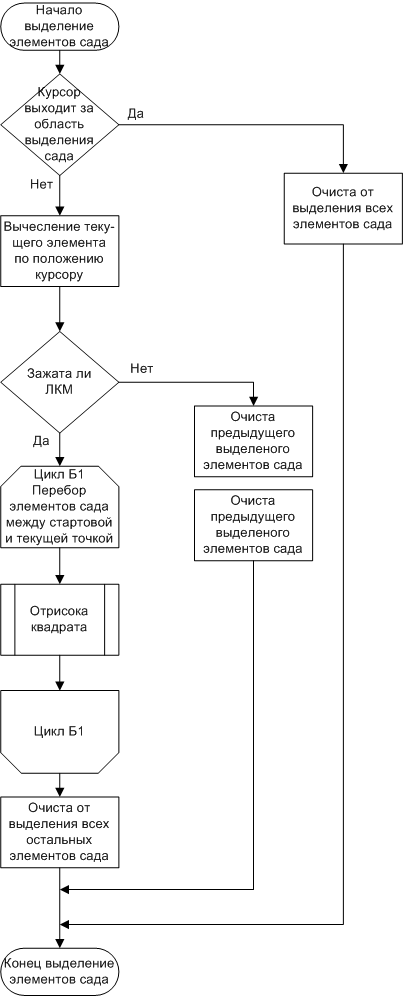 Начало
выделение
элементов сада
Курсор
выходит за
область
выделения
сада
Да
Нет
Очиста от
выделения всех
элементов сада
Вычесление теку-
щего элемента
по положению
курсору
Зажата ли
ЛКМ
Нет
Да
Очиста
предыдущего
выделеного
элементов сада
Цикл Б1
Перебор
элементов сада
между стартовой
и текущей точкой
Очиста
предыдущего
выделеного
элементов сада
Отрисока
квадрата
Цикл Б1
Очиста от
выделения всех
остальных
элементов сада
Конец выделение
элементов сада